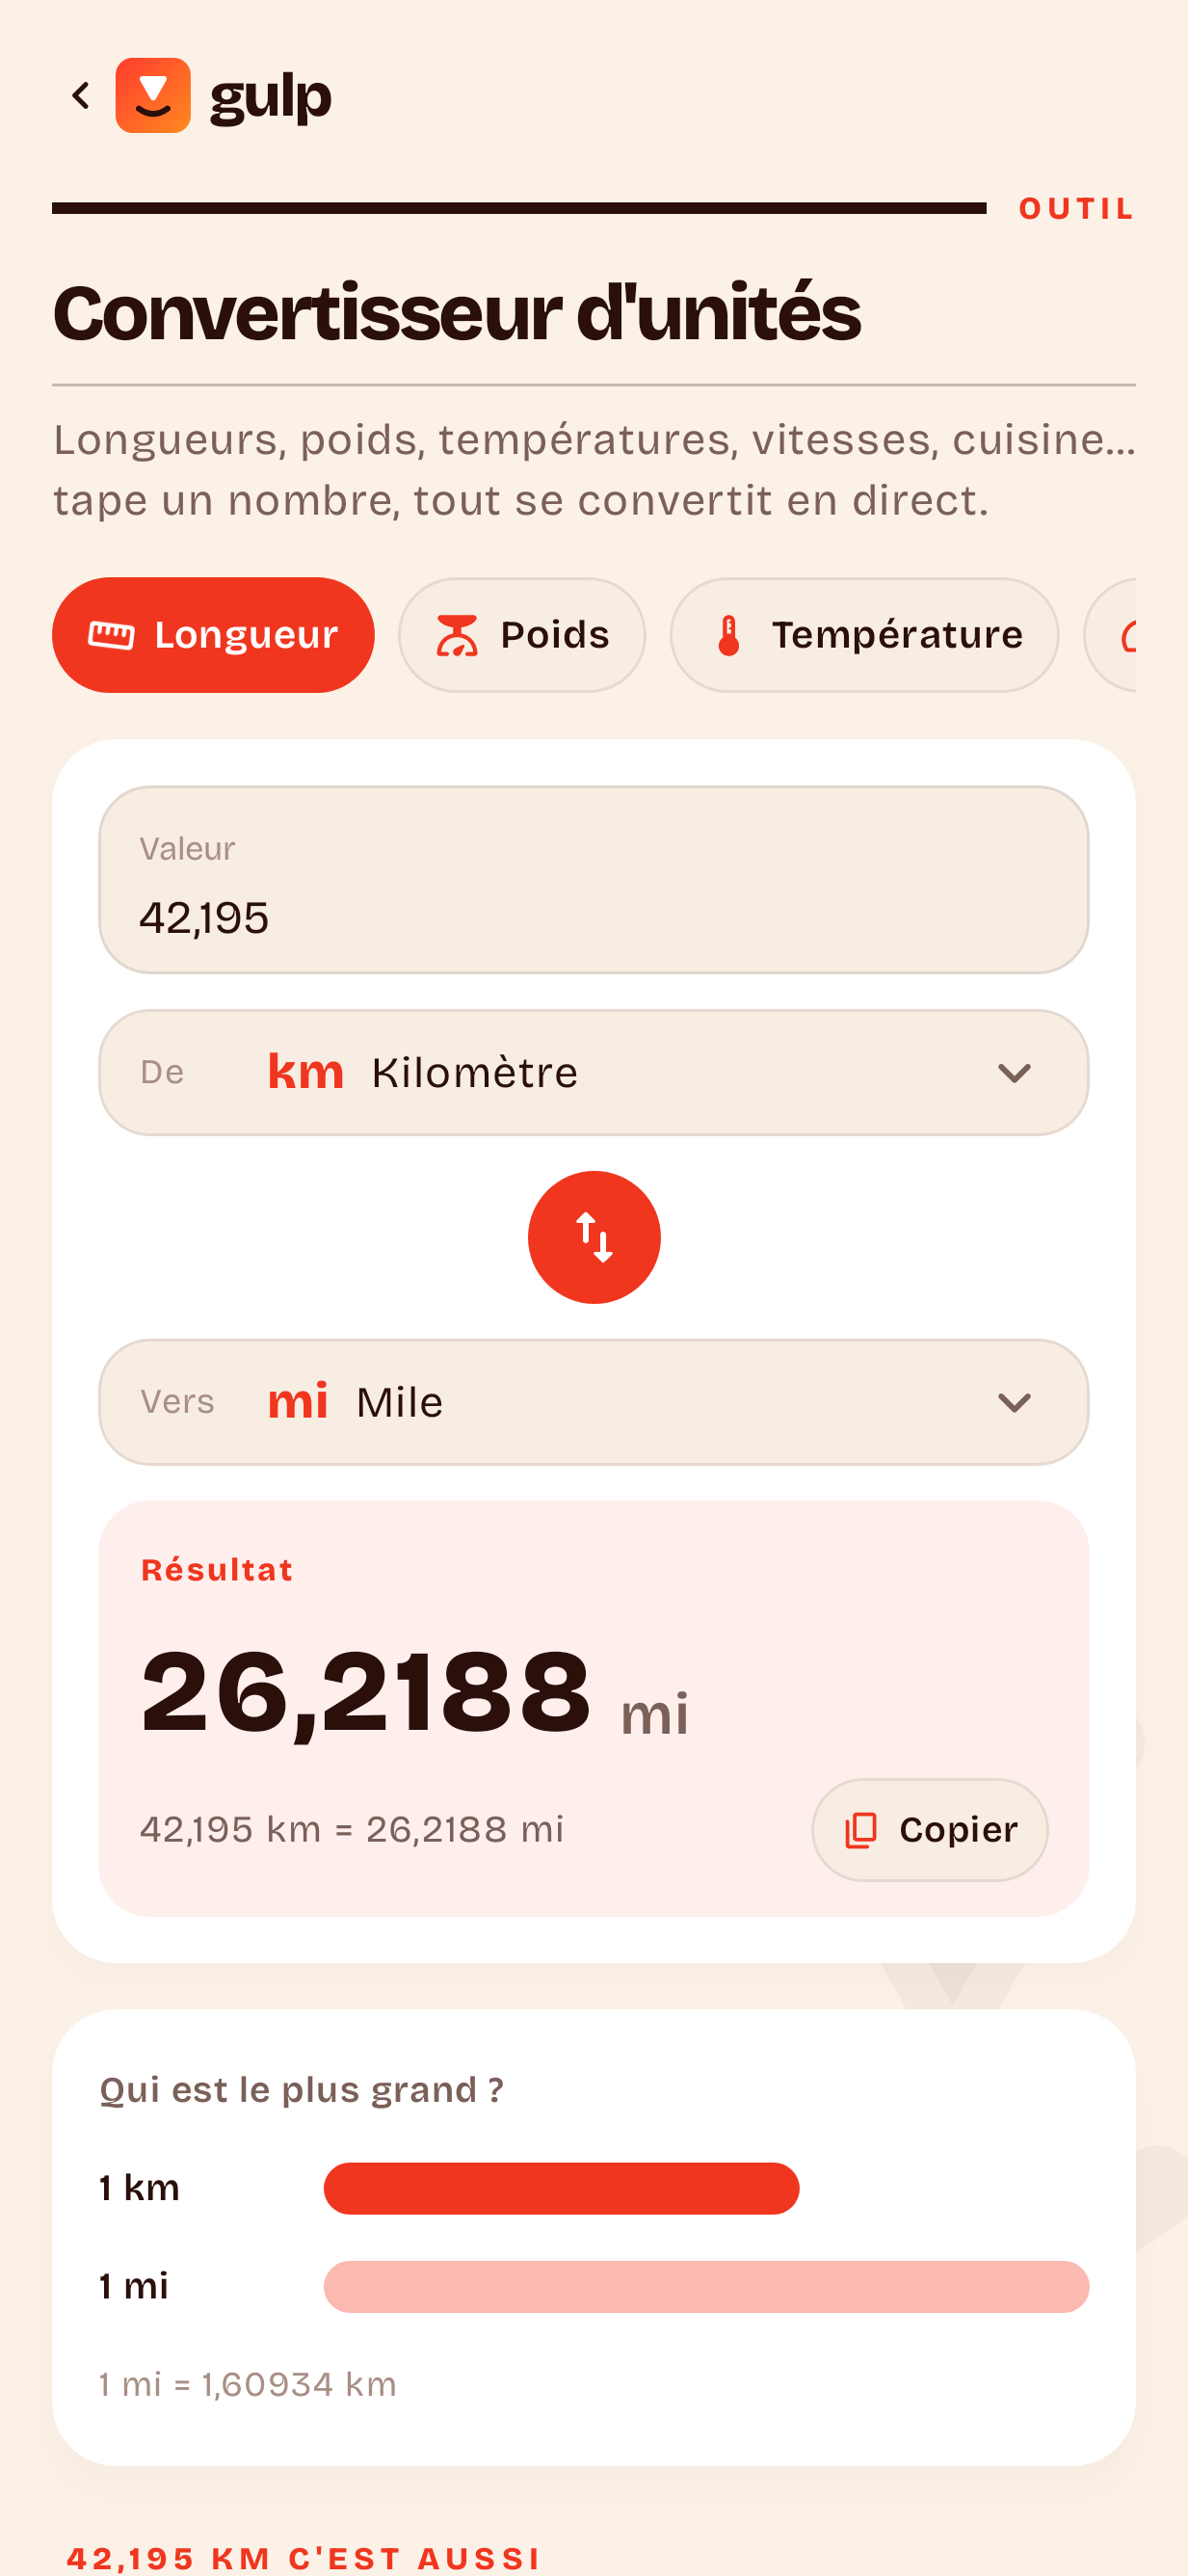 gulp
OUTIL
Convertisseur d'unités
Longueurs, poids, températures, vitesses, cuisine...
tape un nombre, tout se convertit en direct.
Longueur
Poids
Température
Valeur
42,195
De km Kilomètre
Vers mi Mile
Résultat
26,2188 mi
42,195 km = 26,2188 mi
Copier
Qui est le plus grand ?
1 km
1 mi
1 mi = 1,60934 km
42,195 KM C'EST AUSSI